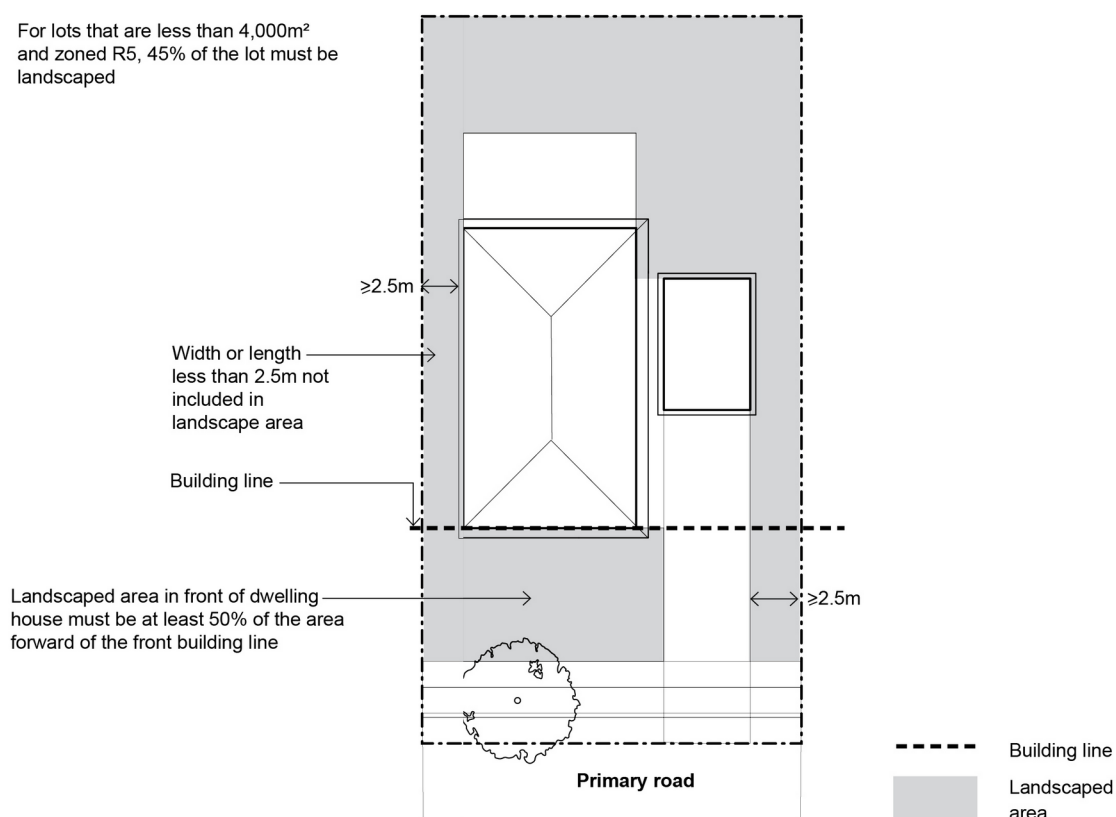 For lots that are less than 4,000m²
and zoned R5, 45% of the lot must be
landscaped
≥2.5m
Width or length
less than 2.5m not
included in
landscape area
Building line
Landscaped area in front of dwelling
house must be at least 50% of the area
forward of the front building line
≥2.5m
Primary road
Building line
Landscaped
area